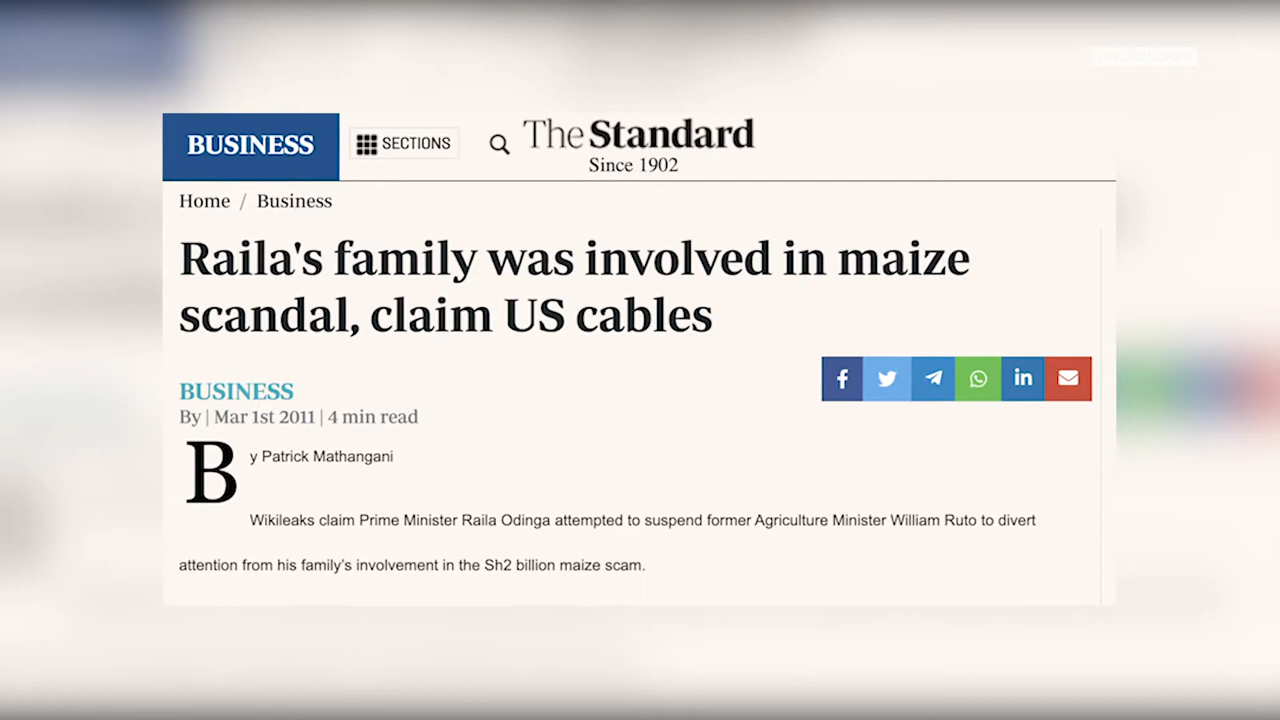 BUSINESS
SECTIONS
The Standard
Since 1902
Home / Business
Raila's family was involved in maize
scandal, claim US cables
BUSINESS
By | Mar 1st 2011 | 4 min read
By Patrick Mathangani
Wikileaks claim Prime Minister Raila Odinga attempted to suspend former Agriculture Minister William Ruto to divert
attention from his family’s involvement in the Sh2 billion maize scam.